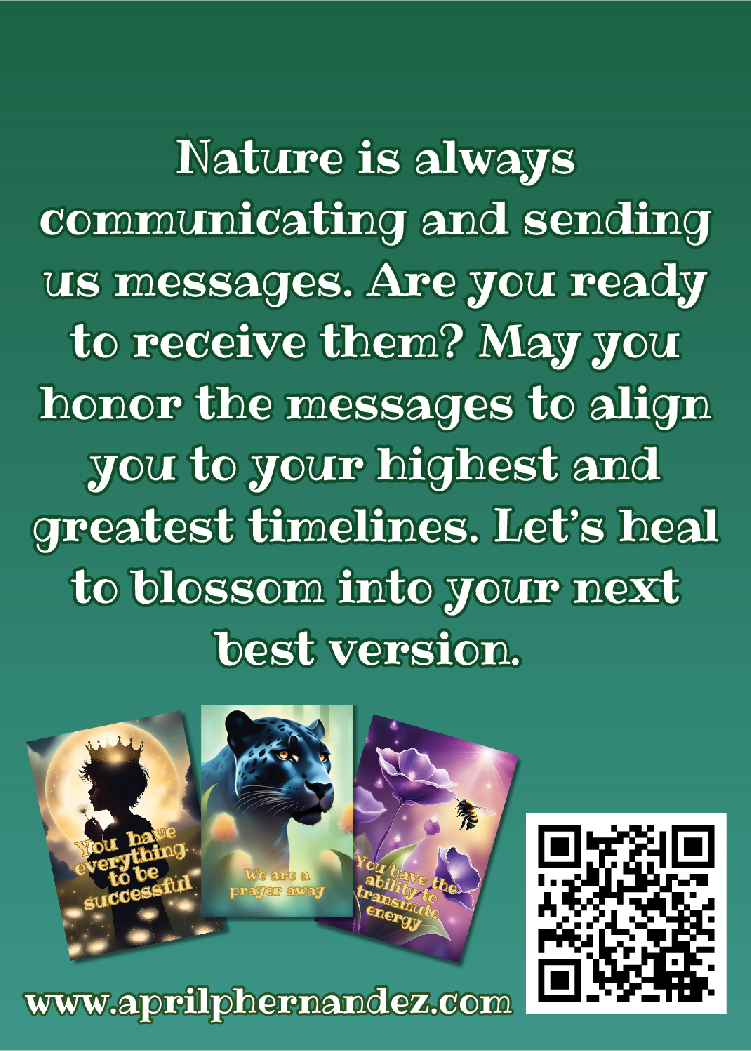 Nature is always
communicating and sending
us messages. Are you ready
to receive them? May you
honor the messages to align
you to your highest and
greatest timelines. Let's heal
to blossom into your next
best version.
You have
everything
to be
successful
We are a
prayer away
You have the
ability to
transmute
energy
www.aprilphernandez.com